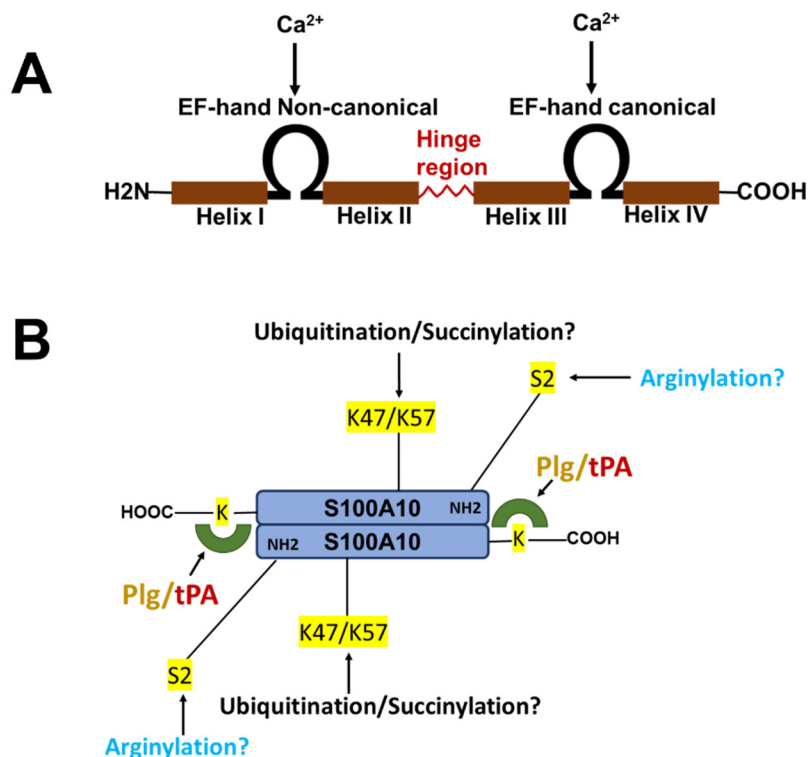 A
Ca²⁺ Ca²⁺
EF-hand Non-canonical EF-hand canonical
Hinge
region
H2N COOH
Helix I Helix II Helix III Helix IV
B
Ubiquitination/Succinylation?
S2 Arginylation?
K47/K57
Plg/tPA
HOOC K S100A10 NH2
NH2 S100A10 K COOH
Plg/tPA
K47/K57
S2
Ubiquitination/Succinylation?
Arginylation?